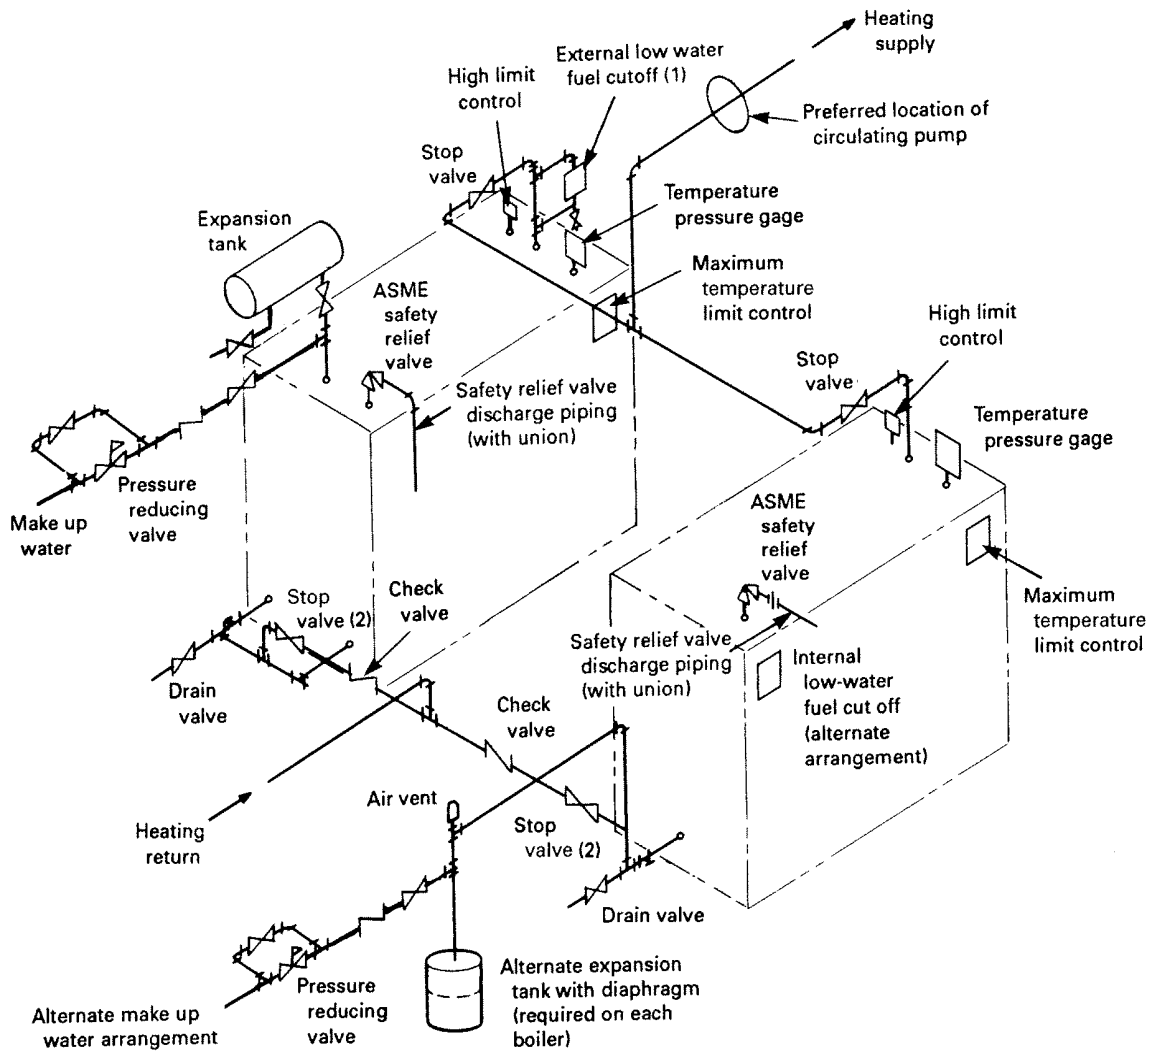 Heating
supply
External low water
fuel cutoff (1)
High limit
control
Preferred location of
circulating pump
Stop
valve
Temperature
pressure gage
Expansion
tank
Maximum
temperature
limit control
ASME
safety
relief
valve
High limit
control
Stop
valve
Safety relief valve
discharge piping
(with union)
Temperature
pressure gage
Pressure
reducing
valve
Make up
water
ASME
safety
relief
valve
Check
valve
Stop
valve (2)
Maximum
temperature
limit control
Safety relief valve
discharge piping
(with union)
Internal
low-water
fuel cut off
(alternate
arrangement)
Drain
valve
Check
valve
Air vent
Heating
return
Stop
valve (2)
Drain valve
Alternate expansion
tank with diaphragm
(required on each
boiler)
Pressure
reducing
valve
Alternate make up
water arrangement